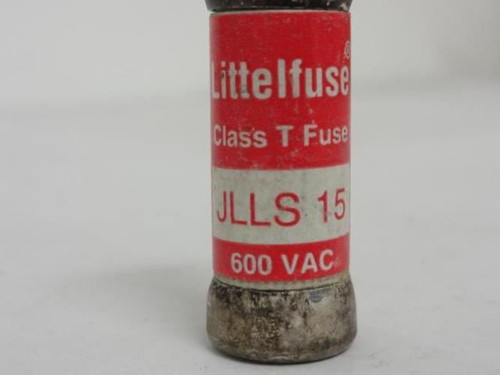 Littelfuse®
Class T Fuse
JLLS 15
600 VAC